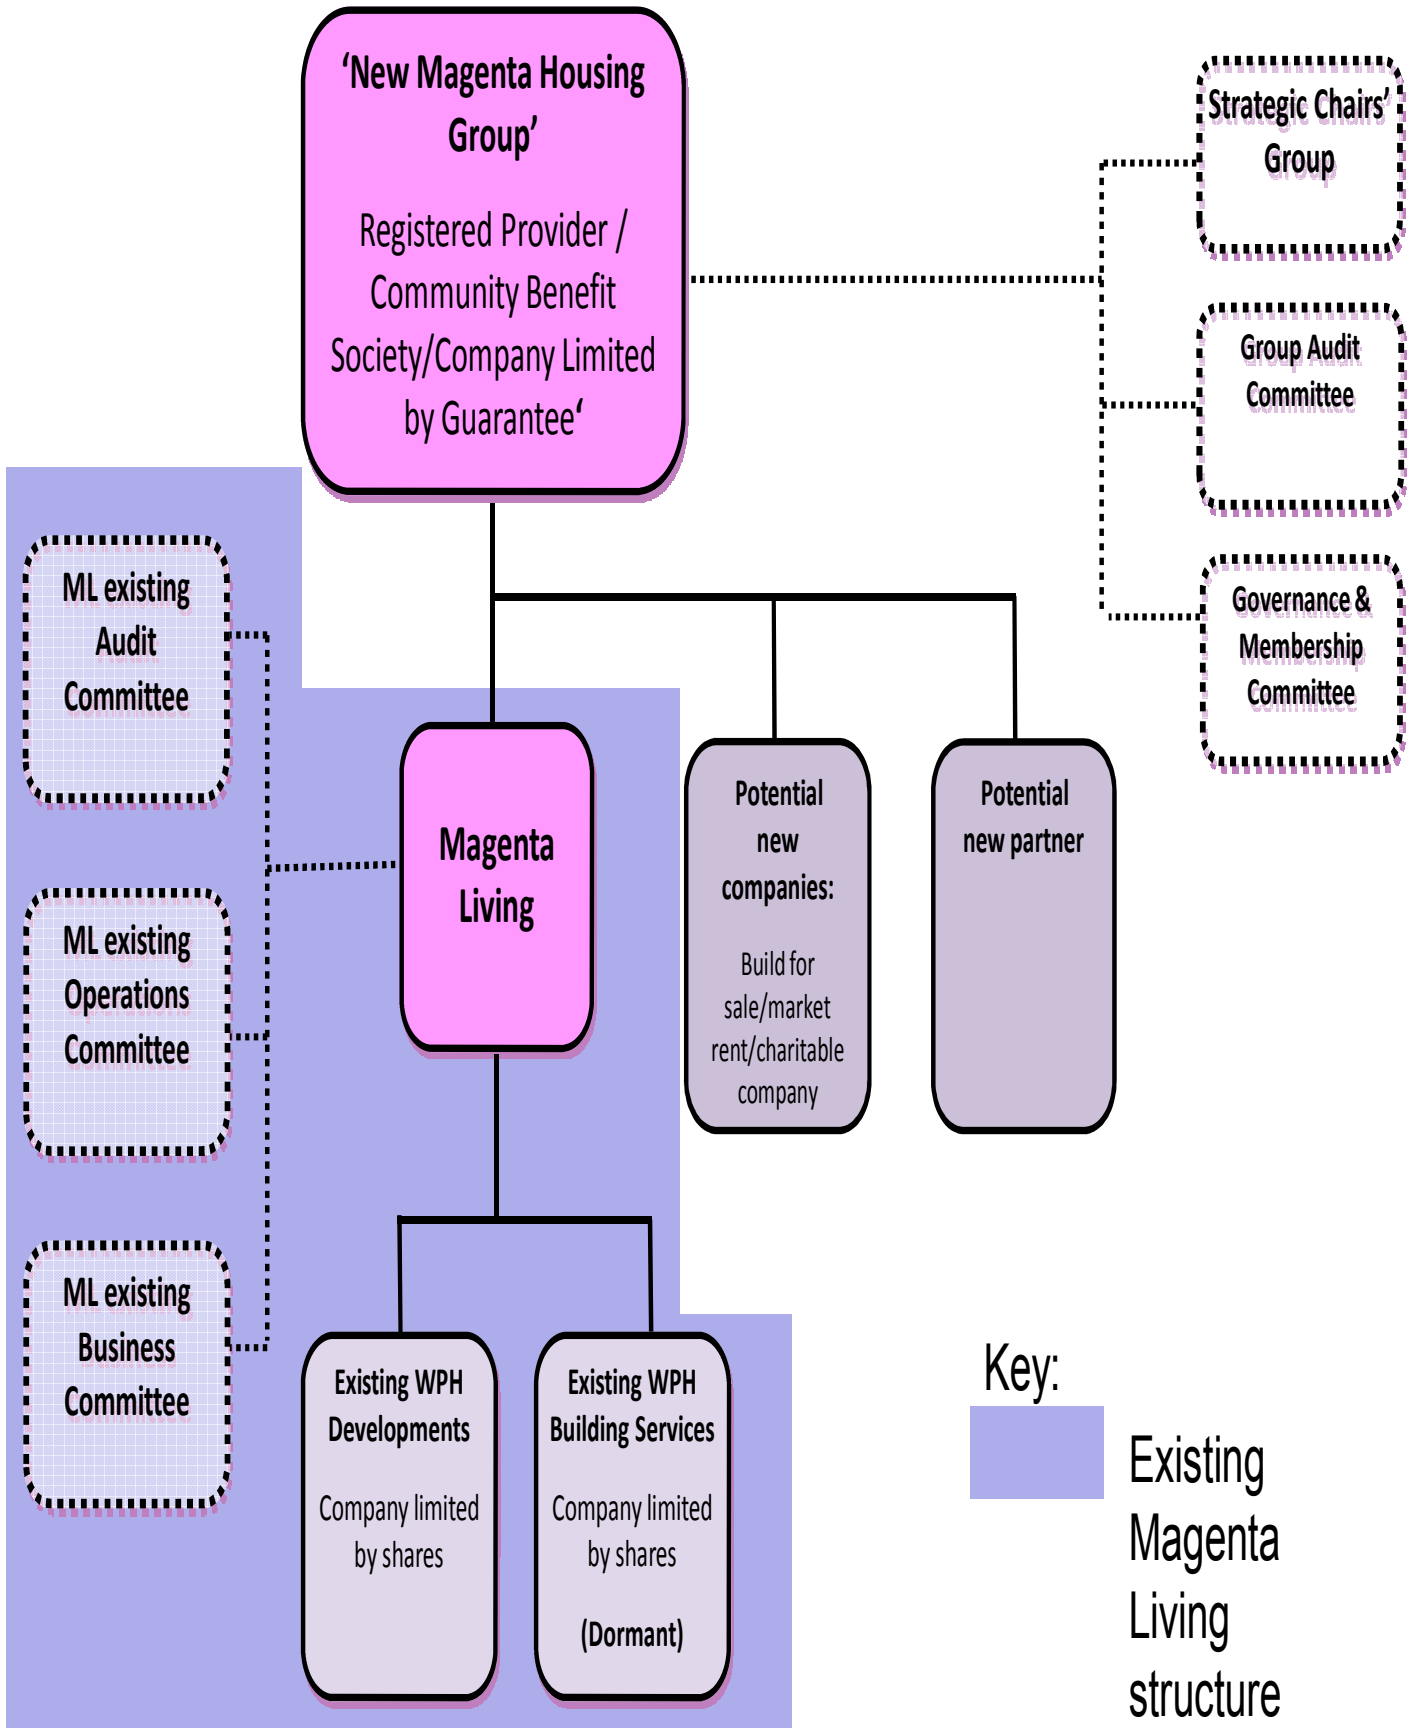 ‘New Magenta Housing
Group’
Registered Provider /
Community Benefit
Society/Company Limited
by Guarantee‘
Strategic Chairs’
Group
Group Audit
Committee
Governance &
Membership
Committee
ML existing
Audit
Committee
ML existing
Operations
Committee
ML existing
Business
Committee
Magenta
Living
Potential
new
companies:
Build for
sale/market
rent/charitable
company
Potential
new partner
Existing WPH
Developments
Company limited
by shares
Existing WPH
Building Services
Company limited
by shares
(Dormant)
Key:
Existing
Magenta
Living
structure